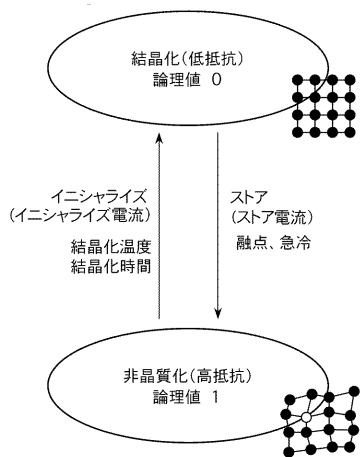 結晶化(低抵抗)
論理値 0
イニシャライズ
(イニシャライズ電流)
結晶化温度
結晶化時間
ストア
(ストア電流)
融点、急冷
非晶質化(高抵抗)
論理値 1